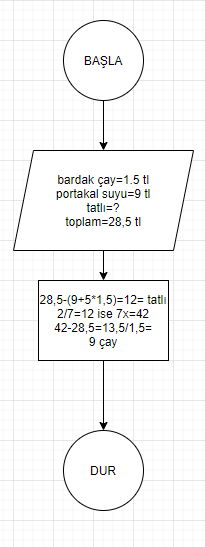 BAŞLA
bardak çay=1.5 tl
portakal suyu=9 tl
tatlı=?
toplam=28,5 tl
28,5-(9+5*1,5)=12= tatlı
2/7=12 ise 7x=42
42-28,5=13,5/1,5=
9 çay
DUR